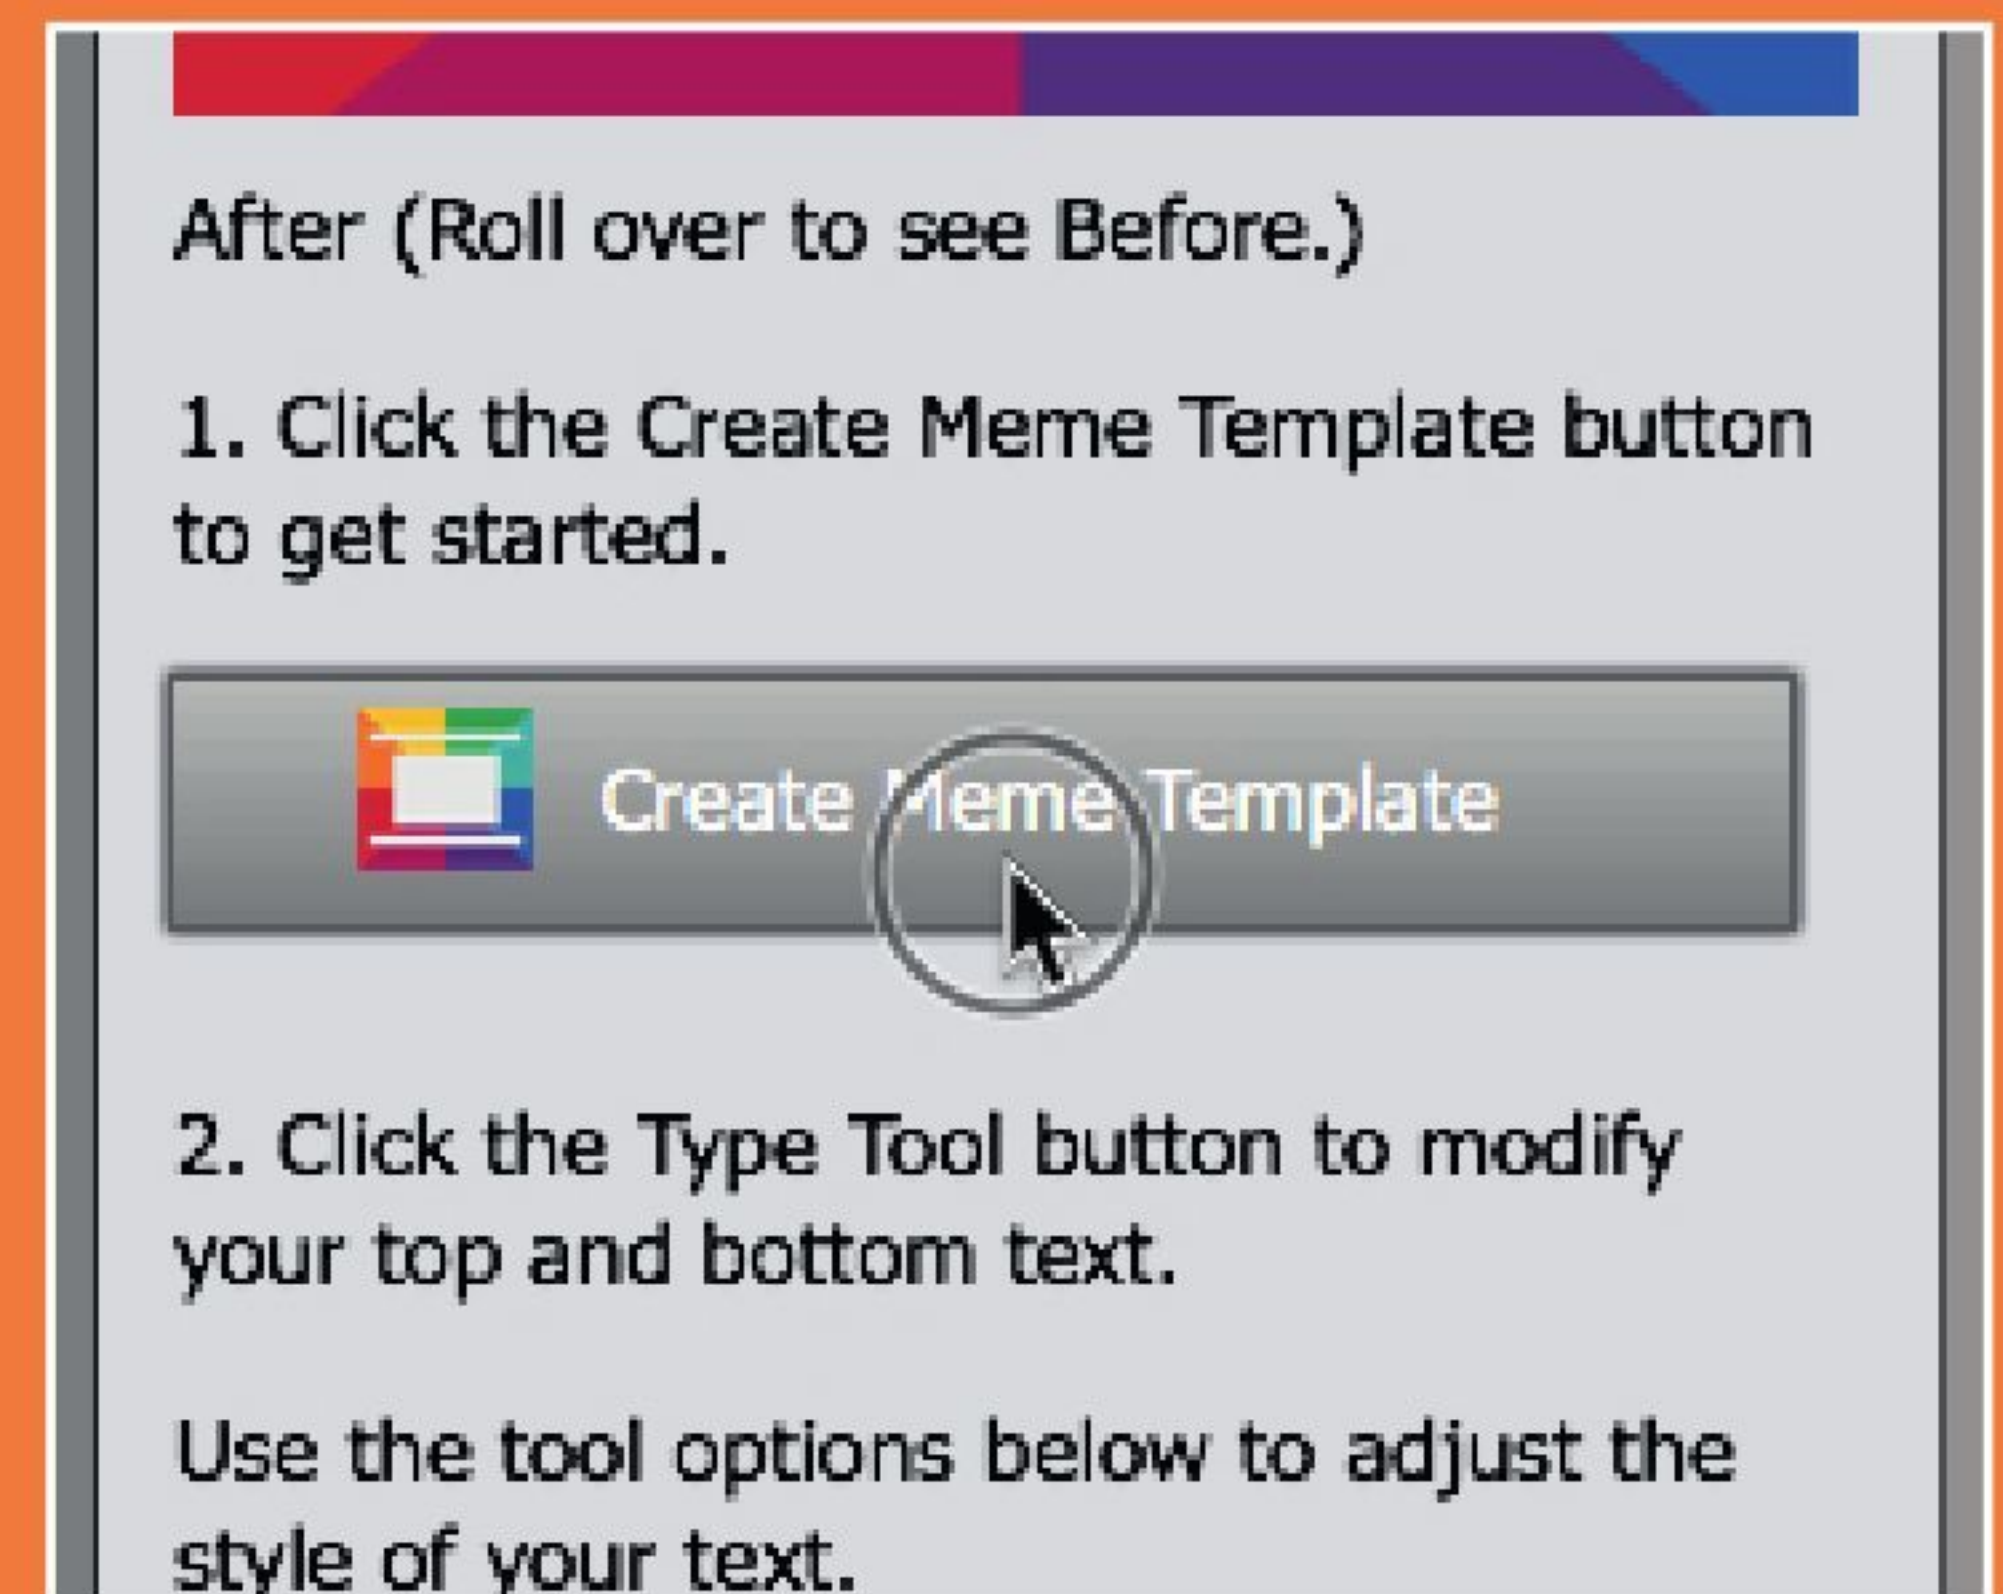 After (Roll over to see Before.)
1. Click the Create Meme Template button
to get started.
Create Meme Template
2. Click the Type Tool button to modify
your top and bottom text.
Use the tool options below to adjust the
style of your text.